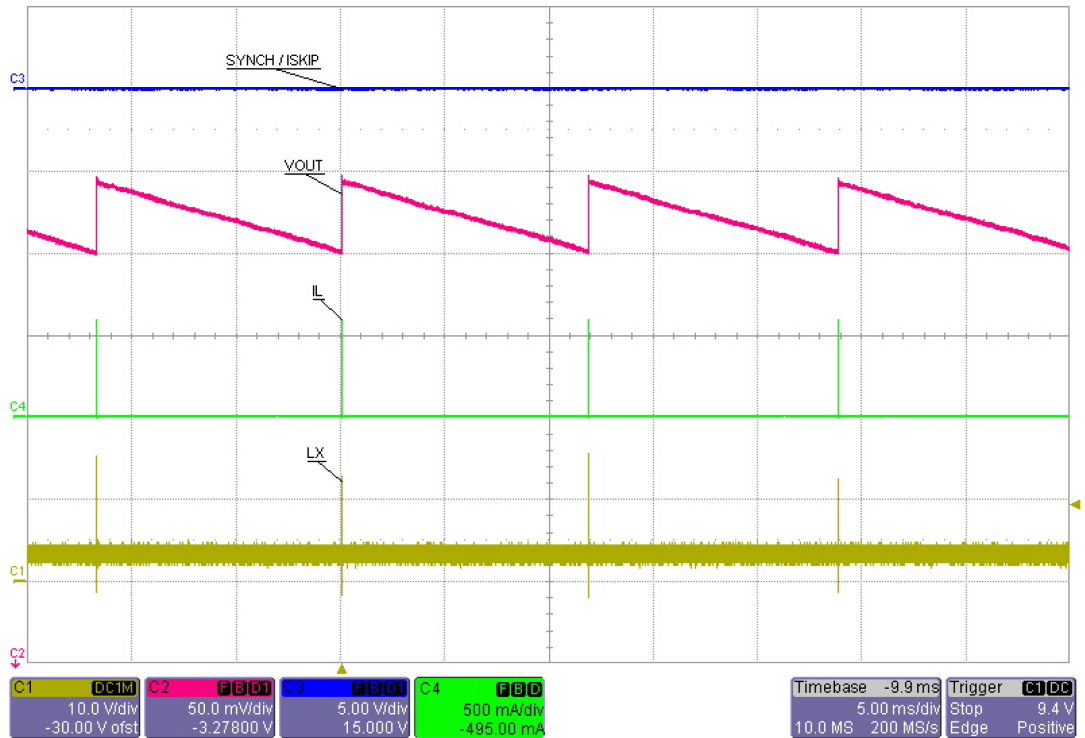 SYNCH / ISKIP
C3
VOUT
IL
C4
LX
C1
C2
C1 DC1M
10.0 V/div
-30.00 V ofst
C2 F B D1
50.0 mV/div
-3.27800 V
C3 F B D1
5.00 V/div
15.000 V
C4 F B D
500 mA/div
-495.00 mA
Timebase -9.9 ms
5.00 ms/div
10.0 MS 200 MS/s
Trigger C1 DC
Stop 9.4 V
Edge Positive